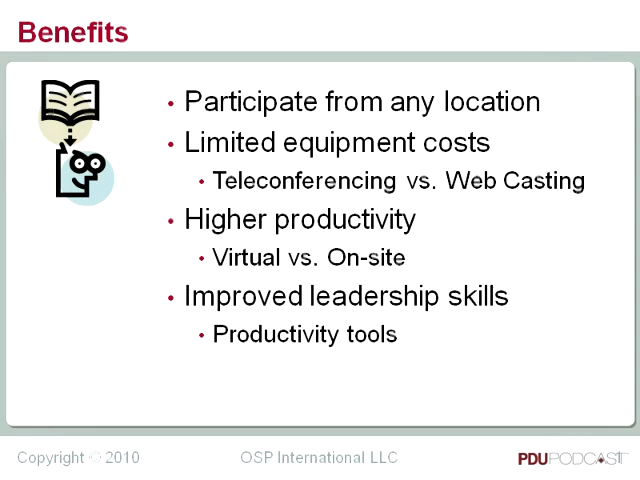 Benefits
• Participate from any location
• Limited equipment costs
• Teleconferencing vs. Web Casting
• Higher productivity
• Virtual vs. On-site
• Improved leadership skills
• Productivity tools
Copyright © 2010 OSP International LLC PDUPODCAST 1